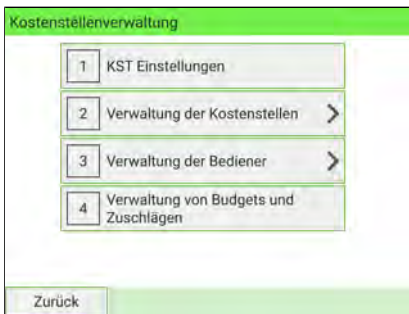 Kostenstellenverwaltung
1 KST Einstellungen
2 Verwaltung der Kostenstellen
3 Verwaltung der Bediener
4 Verwaltung von Budgets und
Zuschlägen
Zurück